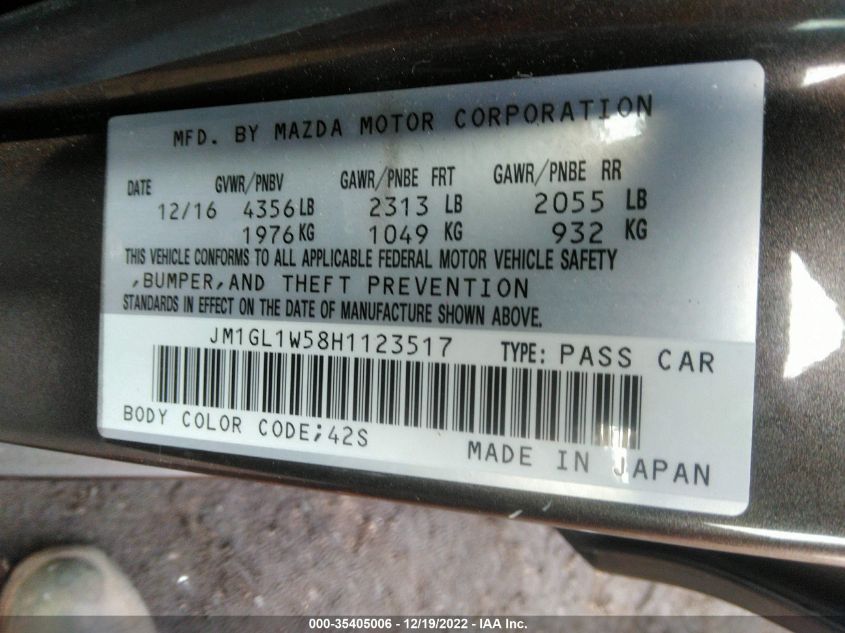 MFD. BY MAZDA MOTOR CORPORATION
DATE GVWR/PNBV GAWR/PNBE FRT GAWR/PNBE RR
12/16 4356LB 2313 LB 2055 LB
1976KG 1049 KG 932 KG
THIS VEHICLE CONFORMS TO ALL APPLICABLE FEDERAL MOTOR VEHICLE SAFETY
,BUMPER,AND THEFT PREVENTION
STANDARDS IN EFFECT ON THE DATE OF MANUFACTURE SHOWN ABOVE.
JM1GL1W58H1123517 TYPE: PASS CAR
BODY COLOR CODE;42S
MADE IN JAPAN
000-35405006 - 12/19/2022 - © IAA Inc.